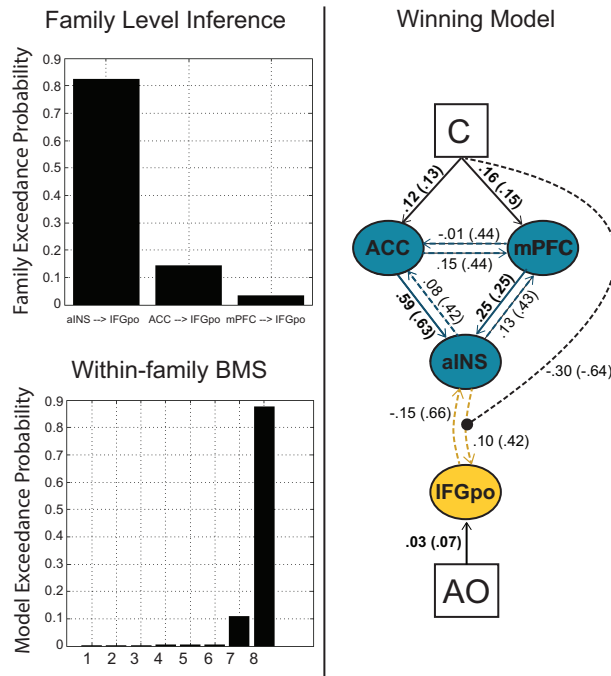 Family Level Inference
Family Exceedance Probability
0.9
0.8
0.7
0.6
0.5
0.4
0.3
0.2
0.1
0
aINS --> IFGpo
ACC --> IFGpo
mPFC --> IFGpo
Within-family BMS
Model Exceedance Probability
0.9
0.8
0.7
0.6
0.5
0.4
0.3
0.2
0.1
0
1 2 3 4 5 6 7 8
Winning Model
C
.12 (.13)
.16 (.15)
ACC
-.01 (.44)
.15 (.44)
mPFC
.59 (.63)
.08 (.42)
.25 (.25)
.13 (.43)
aINS
-.30 (-.64)
-.15 (.66)
.10 (.42)
IFGpo
.03 (.07)
AO